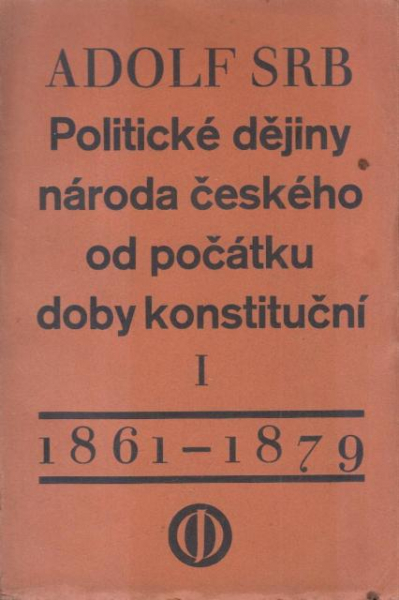 ADOLF SRB
Politické dějiny
národa českého
od počátku
doby konstituční
I
1861–1879